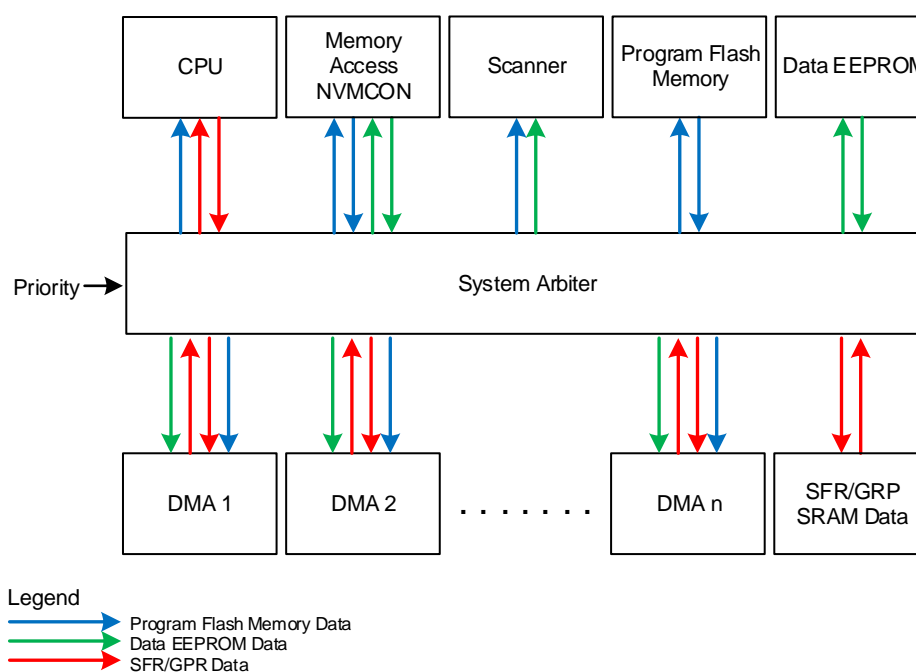 CPU
Memory
Access
NVMCON
Scanner
Program Flash
Memory
Data EEPROM
Priority
System Arbiter
DMA 1
DMA 2
. . . . . . .
DMA n
SFR/GRP
SRAM Data
Legend
Program Flash Memory Data
Data EEPROM Data
SFR/GPR Data